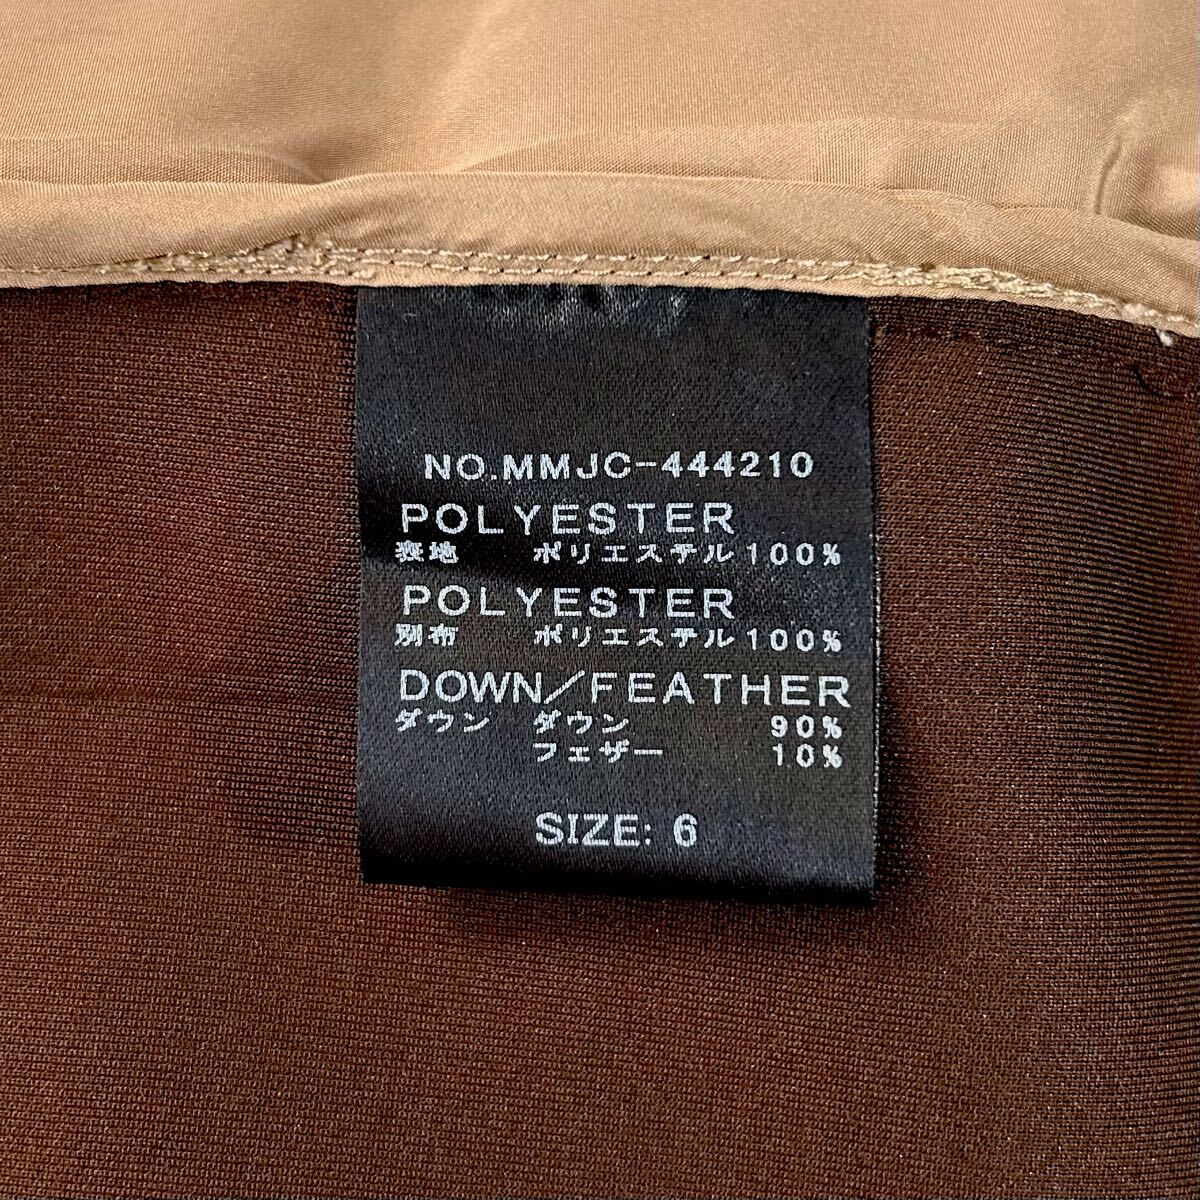 NO.MMJC-444210
POLYESTER
表地 ポリエステル100%
POLYESTER
別布 ポリエステル100%
DOWN/FEATHER
ダウン ダウン 90%
フェザー 10%
SIZE: 6